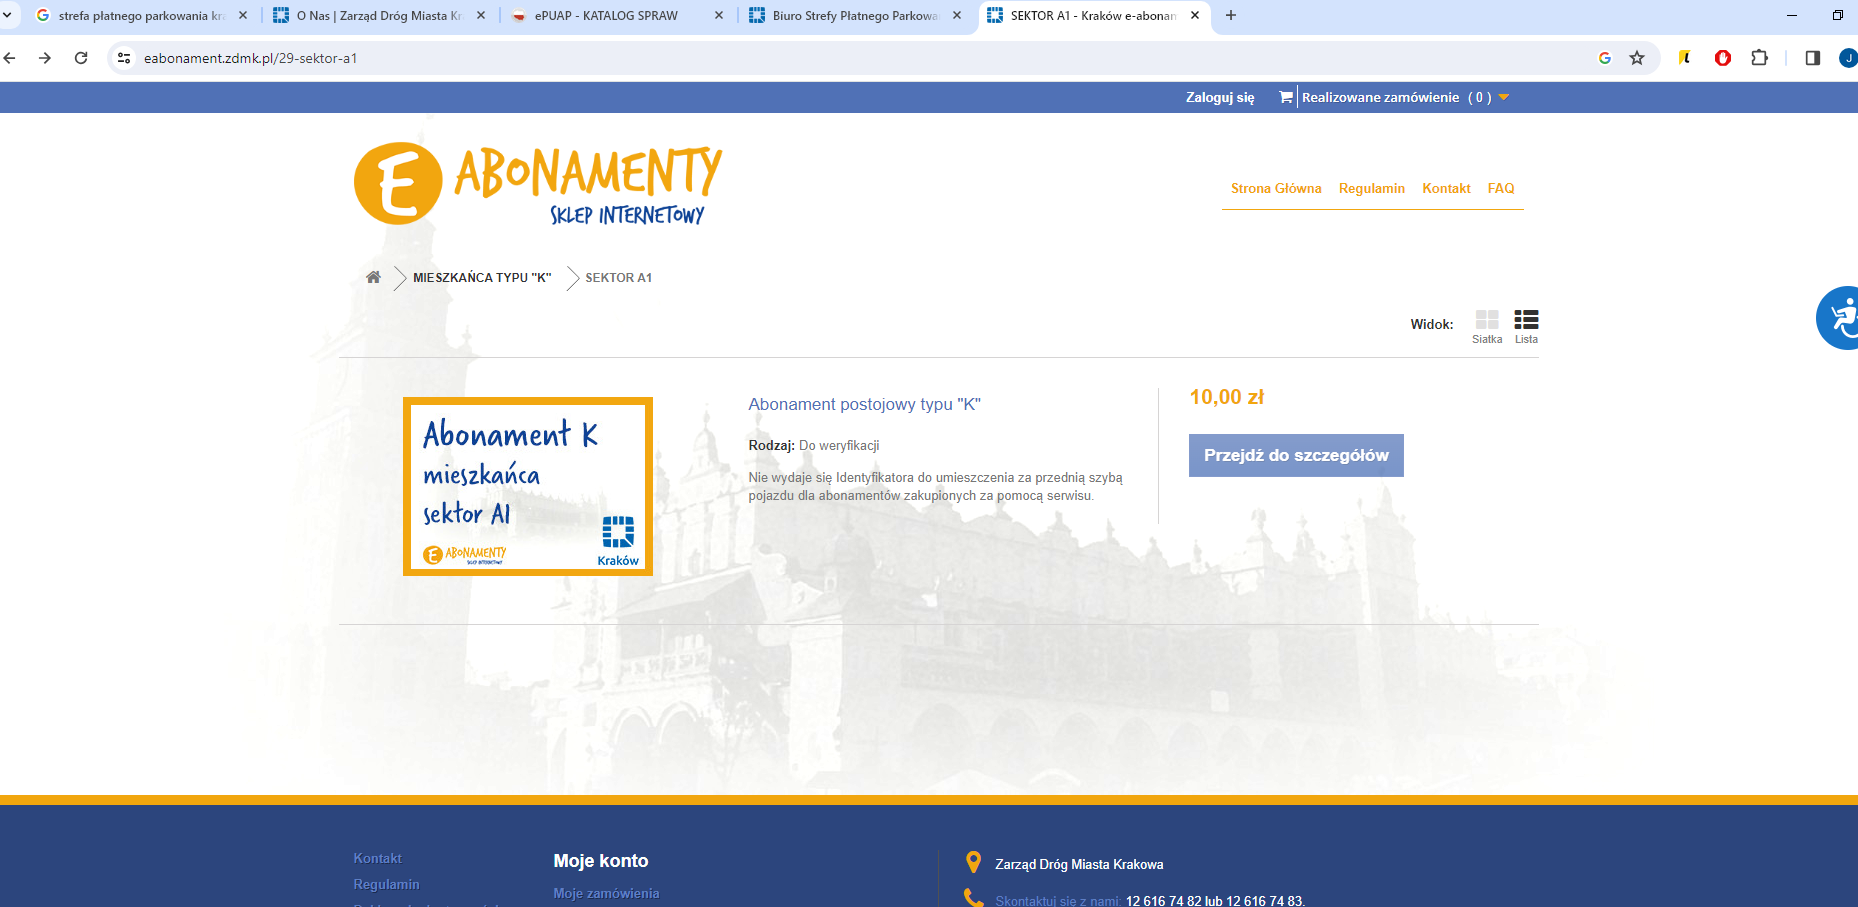 strefa płatnego parkowania kra
O Nas | Zarząd Dróg Miasta Kr
ePUAP - KATALOG SPRAW
Biuro Strefy Płatnego Parkowa
SEKTOR A1 - Kraków e-abonam
eabonament.zdmk.pl/29-sektor-a1
J
Zaloguj się
Realizowane zamówienie ( 0 )
E ABONAMENTY
SKLEP INTERNETOWY
Strona Główna Regulamin Kontakt FAQ
MIESZKAŃCA TYPU "K" SEKTOR A1
Widok:
Siatka Lista
Abonament K
mieszkańca
sektor A1
E ABONAMENTY
SKLEP INTERNETOWY
Kraków
Abonament postojowy typu "K"
Rodzaj: Do weryfikacji
Nie wydaje się Identyfikatora do umieszczenia za przednią szybą
pojazdu dla abonamentów zakupionych za pomocą serwisu.
10,00 zł
Przejdź do szczegółów
Kontakt
Regulamin
Moje konto
Moje zamówienia
Zarząd Dróg Miasta Krakowa
Skontaktuj się z nami: 12 616 74 82 lub 12 616 74 83.